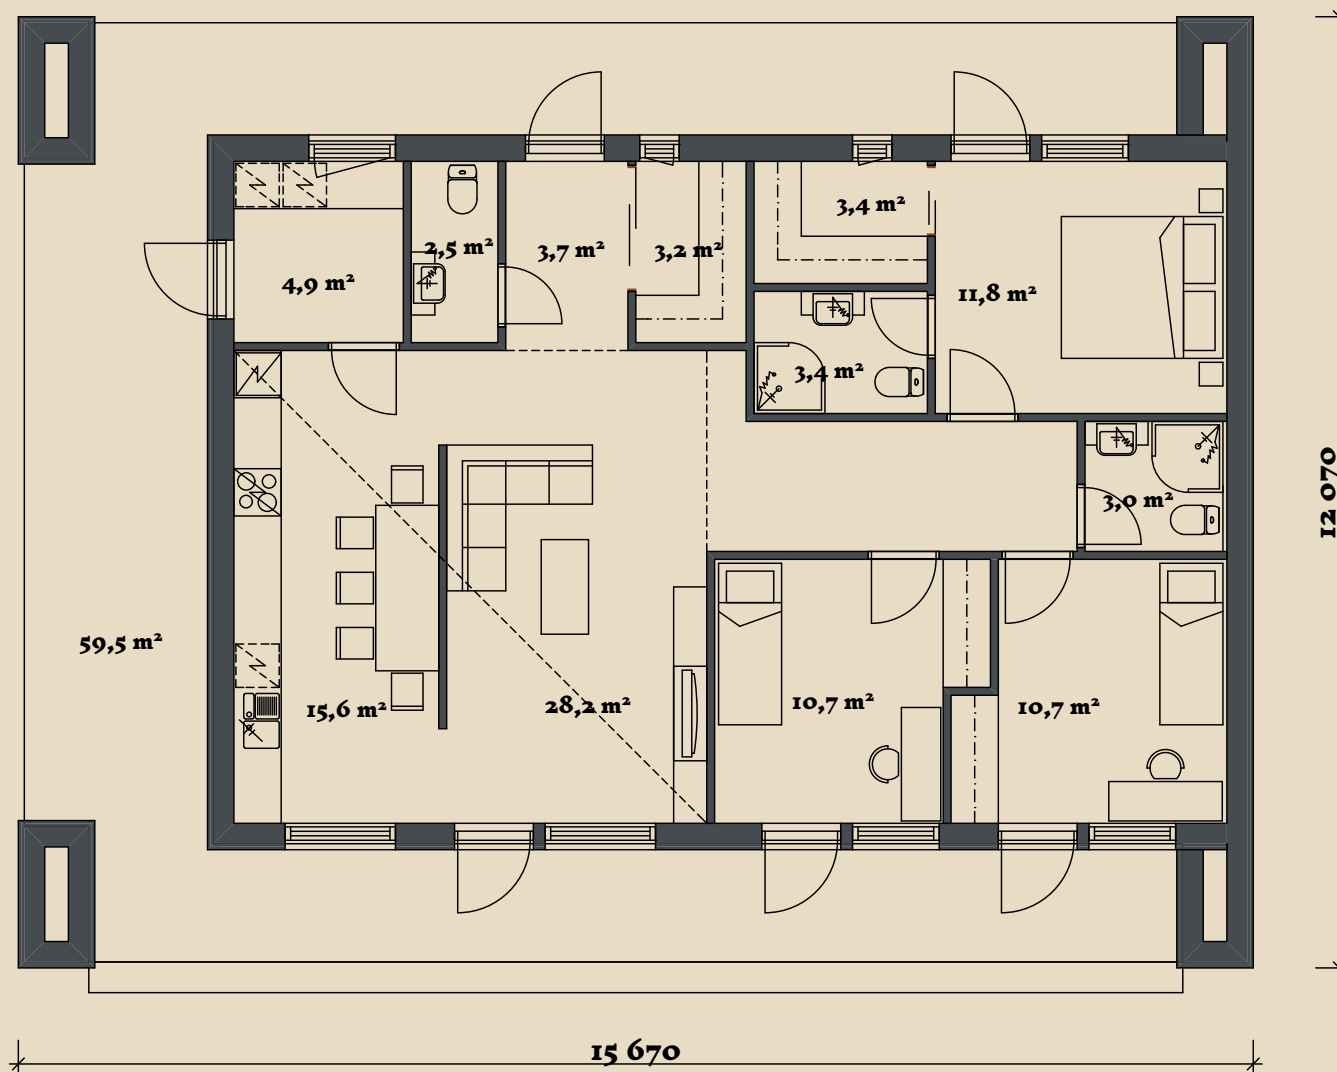 3,4 m²
2,5 m²
3,7 m²
3,2 m²
4,9 m²
11,8 m²
3,4 m²
3,0 m²
12 070
59,5 m²
15,6 m²
28,2 m²
10,7 m²
10,7 m²
15 670